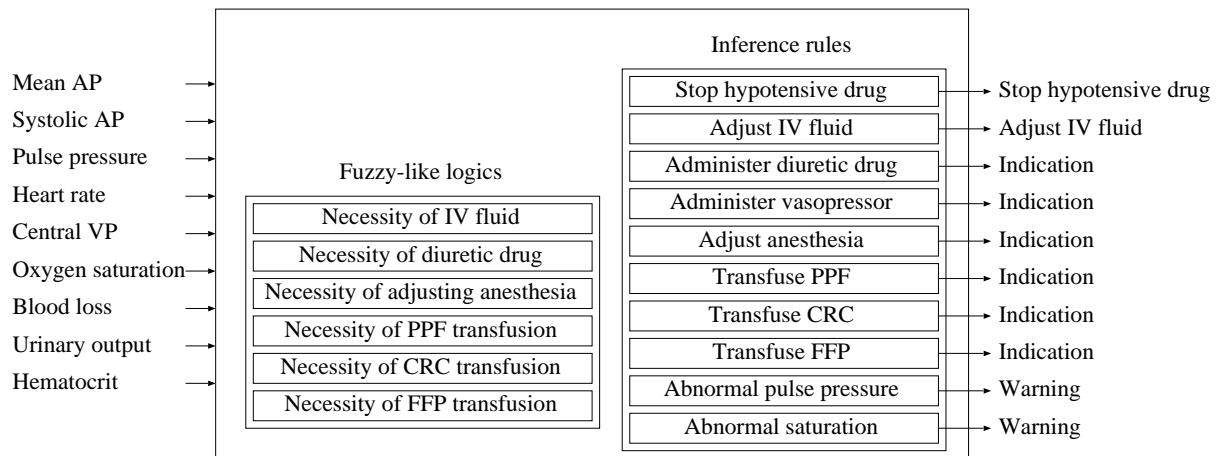 Mean AP
Systolic AP
Pulse pressure
Heart rate
Central VP
Oxygen saturation
Blood loss
Urinary output
Hematocrit
Fuzzy-like logics
Necessity of IV fluid
Necessity of diuretic drug
Necessity of adjusting anesthesia
Necessity of PPF transfusion
Necessity of CRC transfusion
Necessity of FFP transfusion
Inference rules
Stop hypotensive drug
Adjust IV fluid
Administer diuretic drug
Administer vasopressor
Adjust anesthesia
Transfuse PPF
Transfuse CRC
Transfuse FFP
Abnormal pulse pressure
Abnormal saturation
Stop hypotensive drug
Adjust IV fluid
Indication
Indication
Indication
Indication
Indication
Indication
Warning
Warning